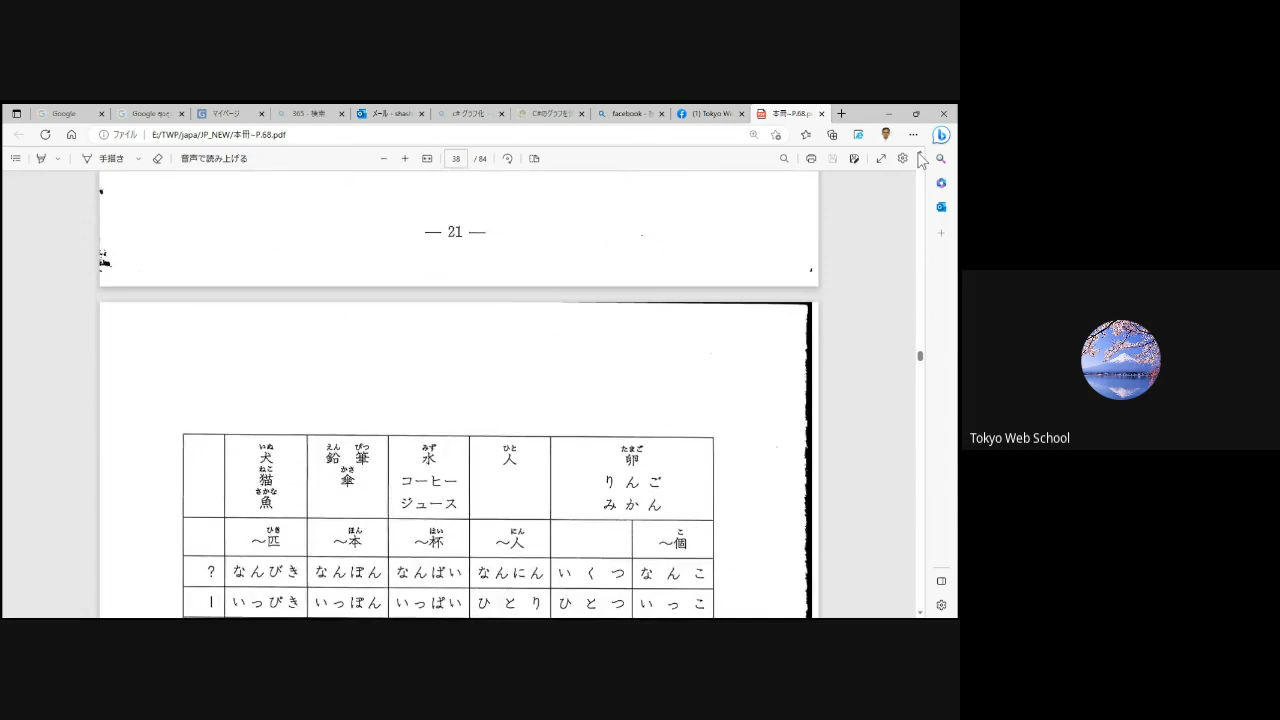 Google
Google
マイページ
365 - 検索
メール - shas
C# グラフ化
C#のグラフを
facebook -
(1) Tokyo We
本冊~P.68.p
ファイル
E:/TWP/japa/JP_NEW/本冊~P.68.pdf
手描き
音声で読み上げる
38 / 84
— 21 —
いぬ えん ぴつ みず ひと たまご
犬 鉛筆 水 人 卵
ねこ かさ
猫 傘 コーヒー りんご
さかな
魚 ジュース みかん
ひき ほん はい にん こ
~匹 ~本 ~杯 ~人 ~個
? なんびき なんぼん なんばい なんにん いくつ なんこ
1 いっぴき いっぽん いっぱい ひとり ひとつ いっこ
Tokyo Web School